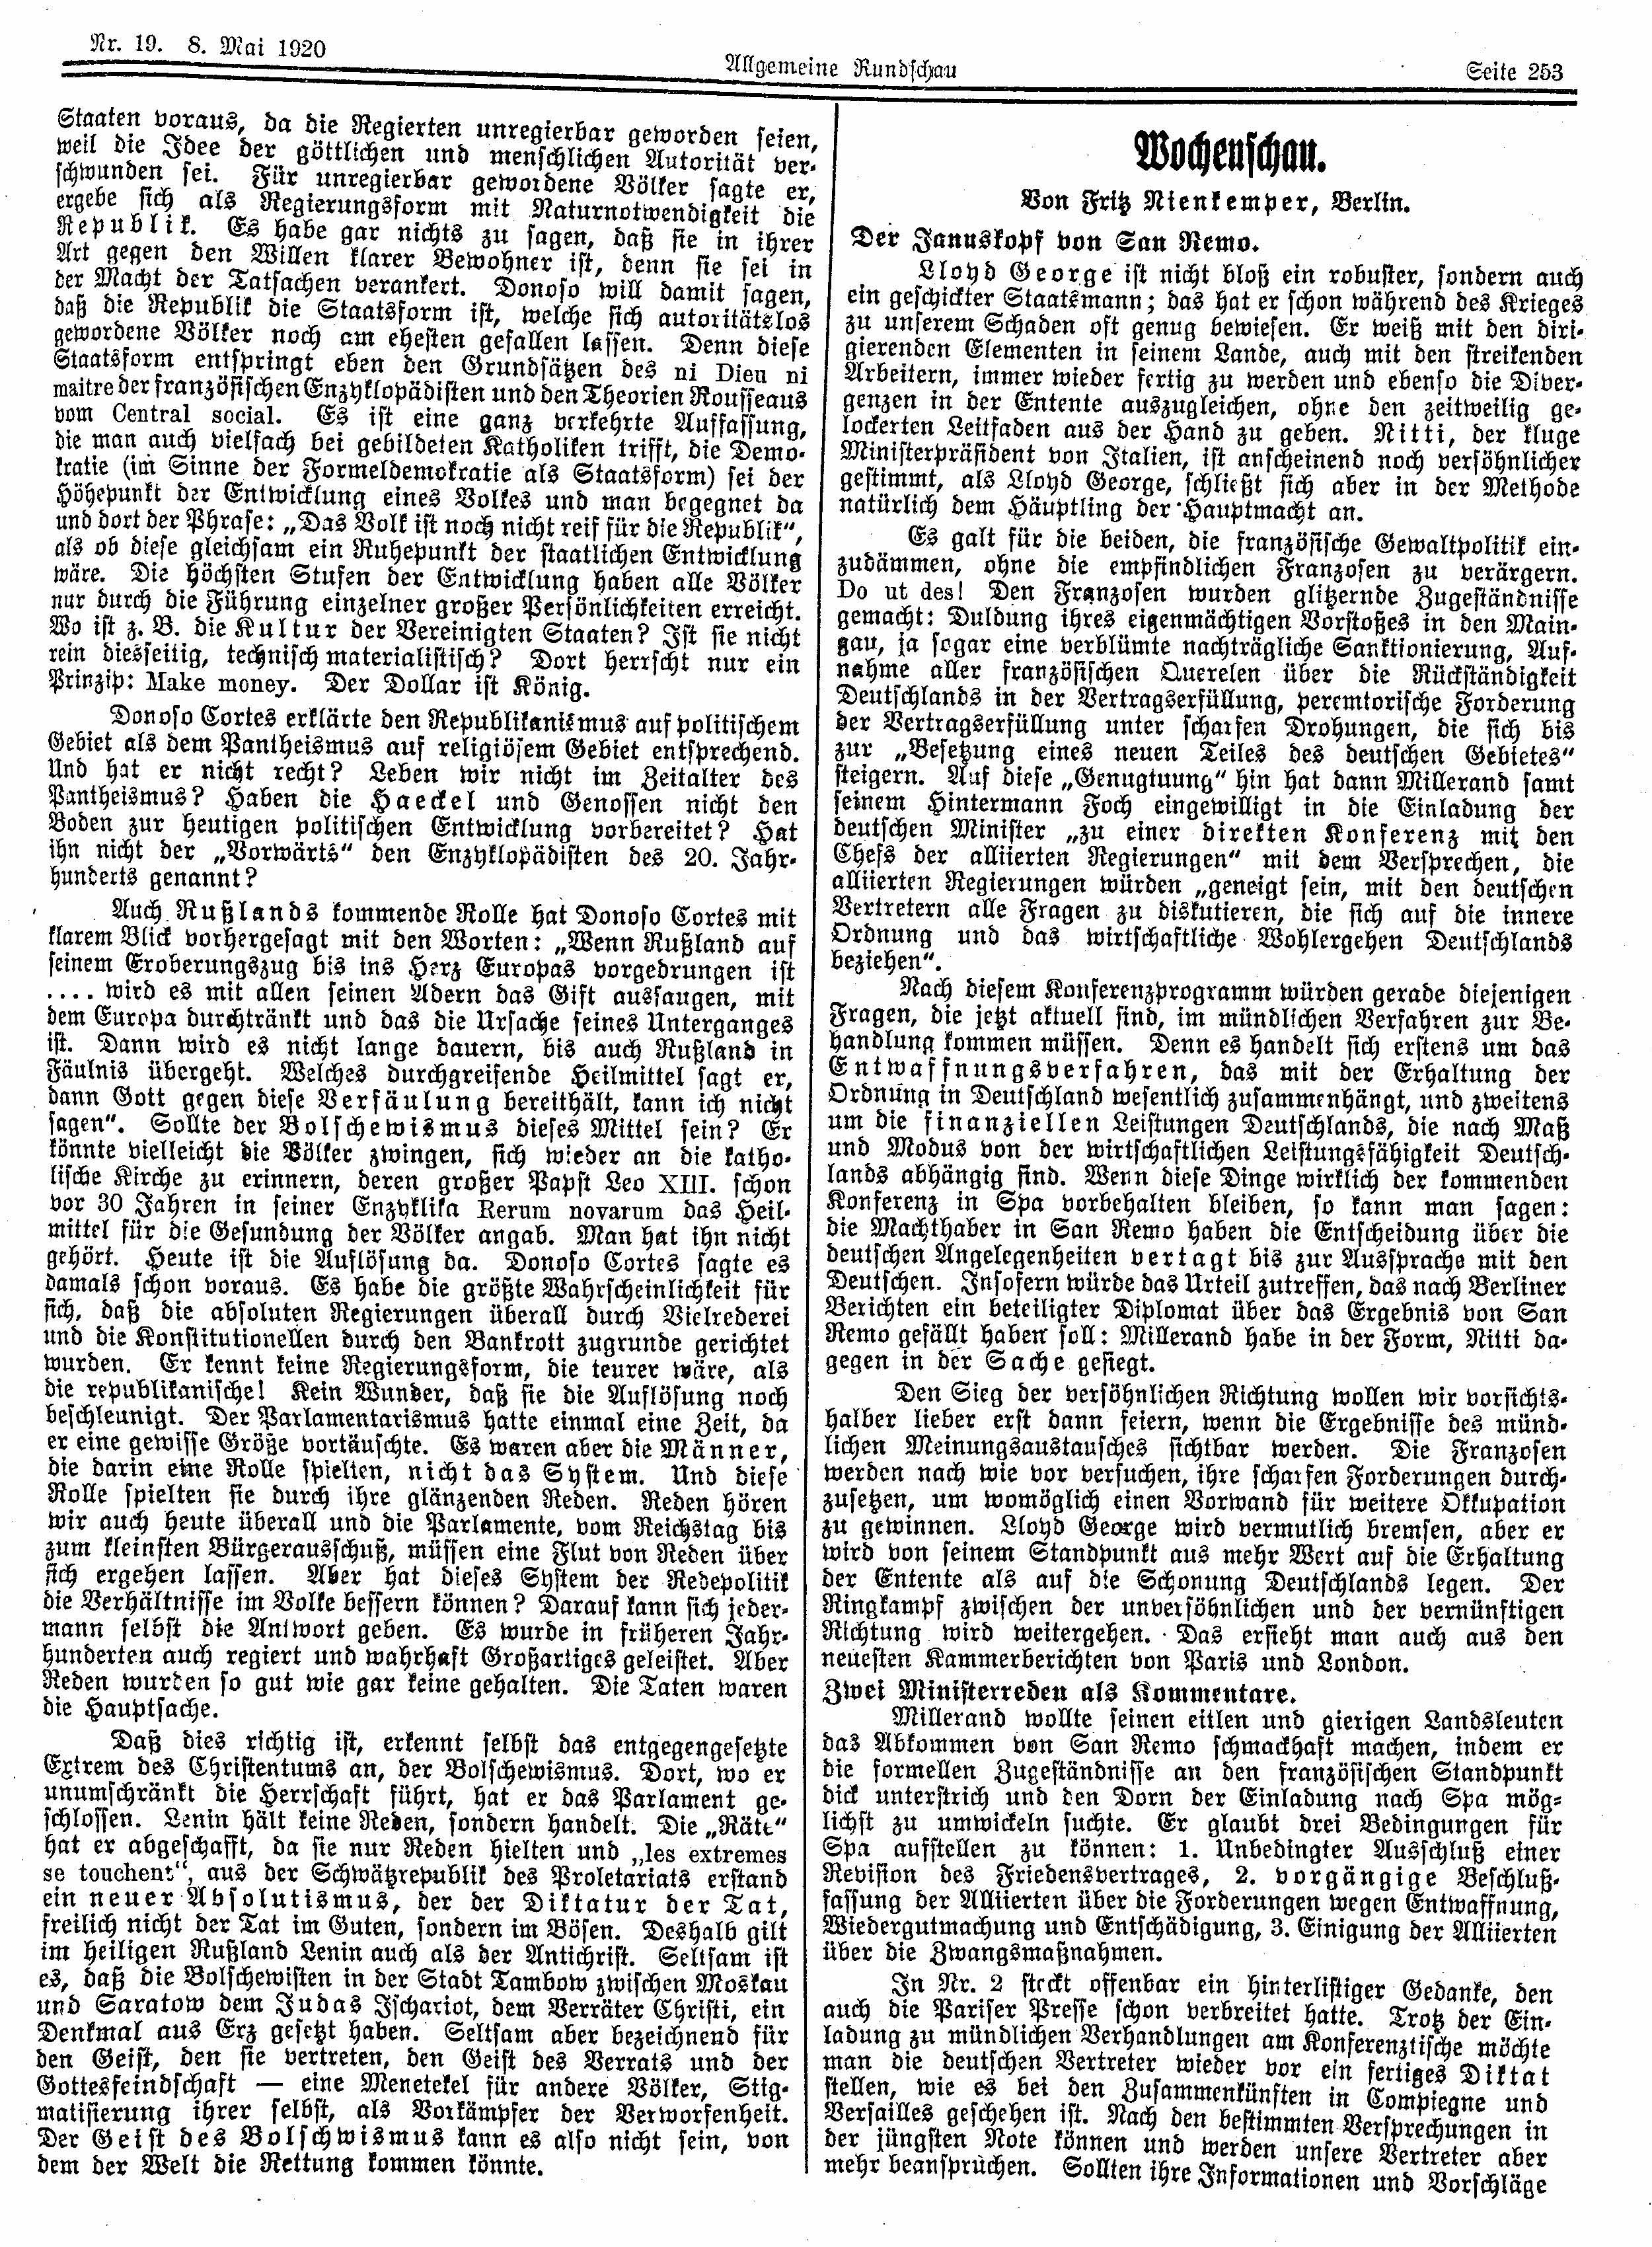 Nr. 19. 8. Mai 1920
Allgemeine Rundschau
Seite 253
Staaten voraus, da die Regierten unregierbar geworden seien,
weil die Idee der göttlichen und menschlichen Autorität ver-
schwunden sei. Für unregierbar gewordene Völker sagte er,
ergebe sich als Regierungsform mit Naturnotwendigkeit die
Republik. Es habe gar nichts zu sagen, daß sie in ihrer
Art gegen den Willen klarer Bewohner ist, denn sie sei in
der Macht der Tatsachen verankert. Donoso will damit sagen,
daß die Republik die Staatsform ist, welche sich autoritätslos
gewordene Völker noch am ehesten gefallen lassen. Denn diese
Staatsform entspringt eben den Grundsätzen des ni Dieu ni
maitre der französischen Enzyklopädisten und den Theorien Rousseaus
vom Central social. Es ist eine ganz verkehrte Auffassung,
die man auch vielfach bei gebildeten Katholiken trifft, die Demo-
kratie (im Sinne der Formeldemokratie als Staatsform) sei der
Höhepunkt der Entwicklung eines Volkes und man begegnet da
und dort der Phrase: „Das Volk ist noch nicht reif für die Republik“,
als ob diese gleichsam ein Ruhepunkt der staatlichen Entwicklung
wäre. Die höchsten Stufen der Entwicklung haben alle Völker
nur durch die Führung einzelner großer Persönlichkeiten erreicht.
Wo ist z. B. die Kultur der Vereinigten Staaten? Ist sie nicht
rein diesseitig, technisch materialistisch? Dort herrscht nur ein
Prinzip: Make money. Der Dollar ist König.
Donoso Cortes erklärte den Republikanismus auf politischem
Gebiet als dem Pantheismus auf religiösem Gebiet entsprechend.
Und hat er nicht recht? Leben wir nicht im Zeitalter des
Pantheismus? Haben die Haeckel und Genossen nicht den
Boden zur heutigen politischen Entwicklung vorbereitet? Hat
ihn nicht der „Vorwärts“ den Enzyklopädisten des 20. Jahr-
hunderts genannt?
Auch Rußlands kommende Rolle hat Donoso Cortes mit
klarem Blick vorhergesagt mit den Worten: „Wenn Rußland auf
seinem Eroberungszug bis ins Herz Europas vorgedrungen ist
.... wird es mit allen seinen Adern das Gift aussaugen, mit
dem Europa durchtränkt und das die Ursache seines Unterganges
ist. Dann wird es nicht lange dauern, bis auch Rußland in
Fäulnis übergeht. Welches durchgreifende Heilmittel sagt er,
dann Gott gegen diese Verfäulung bereithält, kann ich nicht
sagen“. Sollte der Bolschewismus dieses Mittel sein? Er
könnte vielleicht die Völker zwingen, sich wieder an die katho-
lische Kirche zu erinnern, deren großer Papst Leo XIII. schon
vor 30 Jahren in seiner Enzyklika Rerum novarum das Heil-
mittel für die Gesundung der Völker angab. Man hat ihn nicht
gehört. Heute ist die Auflösung da. Donoso Cortes sagte es
damals schon voraus. Es habe die größte Wahrscheinlichkeit für
sich, daß die absoluten Regierungen überall durch Vielrederei
und die Konstitutionellen durch den Bankrott zugrunde gerichtet
wurden. Er kennt keine Regierungsform, die teurer wäre, als
die republikanische! Kein Wunder, daß sie die Auflösung noch
beschleunigt. Der Parlamentarismus hatte einmal eine Zeit, da
er eine gewisse Größe vortäuschte. Es waren aber die Männer,
die darin eine Rolle spielten, nicht das System. Und diese
Rolle spielten sie durch ihre glänzenden Reden. Reden hören
wir auch heute überall und die Parlamente, vom Reichstag bis
zum kleinsten Bürgerausschuß, müssen eine Flut von Reden über
sich ergehen lassen. Aber hat dieses System der Redepolitik
die Verhältnisse im Volke bessern können? Darauf kann sich jeder-
mann selbst die Antwort geben. Es wurde in früheren Jahr-
hunderten auch regiert und wahrhaft Großartiges geleistet. Aber
Reden wurden so gut wie gar keine gehalten. Die Taten waren
die Hauptsache.
Daß dies richtig ist, erkennt selbst das entgegengesetzte
Extrem des Christentums an, der Bolschewismus. Dort, wo er
unumschränkt die Herrschaft führt, hat er das Parlament ge-
schlossen. Lenin hält keine Reden, sondern handelt. Die „Räte“
hat er abgeschafft, da sie nur Reden hielten und „les extremes
se touchent“, aus der Schwätzrepublik des Proletariats erstand
ein neuer Absolutismus, der der Diktatur der Tat,
freilich nicht der Tat im Guten, sondern im Bösen. Deshalb gilt
im heiligen Rußland Lenin auch als der Antichrist. Seltsam ist
es, daß die Bolschewisten in der Stadt Tambow zwischen Moskau
und Saratow dem Judas Ischariot, dem Verräter Christi, ein
Denkmal aus Erz gesetzt haben. Seltsam aber bezeichnend für
den Geist, den sie vertreten, den Geist des Verrats und der
Gottesfeindschaft — eine Menetekel für andere Völker, Stig-
matisierung ihrer selbst, als Vorkämpfer der Verworfenheit.
Der Geist des Bolschwismus kann es also nicht sein, von
dem der Welt die Rettung kommen könnte.
Wochenschau.
Von Fritz Nienkemper, Berlin.
Der Januskopf von San Remo.
Lloyd George ist nicht bloß ein robuster, sondern auch
ein geschickter Staatsmann; das hat er schon während des Krieges
zu unserem Schaden oft genug bewiesen. Er weiß mit den diri-
gierenden Elementen in seinem Lande, auch mit den streikenden
Arbeitern, immer wieder fertig zu werden und ebenso die Diver-
genzen in der Entente auszugleichen, ohne den zeitweilig ge-
lockerten Leitfaden aus der Hand zu geben. Nitti, der kluge
Ministerpräsident von Italien, ist anscheinend noch versöhnlicher
gestimmt, als Lloyd George, schließt sich aber in der Methode
natürlich dem Häuptling der Hauptmacht an.
Es galt für die beiden, die französische Gewaltpolitik ein-
zudämmen, ohne die empfindlichen Franzosen zu verärgern.
Do ut des! Den Franzosen wurden glitzernde Zugeständnisse
gemacht: Duldung ihres eigenmächtigen Vorstoßes in den Main-
gau, ja sogar eine verblümte nachträgliche Sanktionierung, Auf-
nahme aller französischen Querelen über die Rückständigkeit
Deutschlands in der Vertragserfüllung, peremtorische Forderung
der Vertragserfüllung unter scharfen Drohungen, die sich bis
zur „Besetzung eines neuen Teiles des deutschen Gebietes“
steigern. Auf diese „Genugtuung“ hin hat dann Millerand samt
seinem Hintermann Foch eingewilligt in die Einladung der
deutschen Minister „zu einer direkten Konferenz mit den
Chefs der alliierten Regierungen“ mit dem Versprechen, die
alliierten Regierungen würden „geneigt sein, mit den deutschen
Vertretern alle Fragen zu diskutieren, die sich auf die innere
Ordnung und das wirtschaftliche Wohlergehen Deutschlands
beziehen“.
Nach diesem Konferenzprogramm würden gerade diejenigen
Fragen, die jetzt aktuell sind, im mündlichen Verfahren zur Be-
handlung kommen müssen. Denn es handelt sich erstens um das
Entwaffnungsverfahren, das mit der Erhaltung der
Ordnung in Deutschland wesentlich zusammenhängt, und zweitens
um die finanziellen Leistungen Deutschlands, die nach Maß
und Modus von der wirtschaftlichen Leistungsfähigkeit Deutsch-
lands abhängig sind. Wenn diese Dinge wirklich der kommenden
Konferenz in Spa vorbehalten bleiben, so kann man sagen:
die Machthaber in San Remo haben die Entscheidung über die
deutschen Angelegenheiten vertagt bis zur Aussprache mit den
Deutschen. Insofern würde das Urteil zutreffen, das nach Berliner
Berichten ein beteiligter Diplomat über das Ergebnis von San
Remo gefällt haben soll: Millerand habe in der Form, Nitti da-
gegen in der Sache gesiegt.
Den Sieg der versöhnlichen Richtung wollen wir vorsichts-
halber lieber erst dann feiern, wenn die Ergebnisse des münd-
lichen Meinungsaustausches sichtbar werden. Die Franzosen
werden nach wie vor versuchen, ihre scharfen Forderungen durch-
zusetzen, um womöglich einen Vorwand für weitere Okkupation
zu gewinnen. Lloyd George wird vermutlich bremsen, aber er
wird von seinem Standpunkt aus mehr Wert auf die Erhaltung
der Entente als auf die Schonung Deutschlands legen. Der
Ringkampf zwischen der unversöhnlichen und der vernünftigen
Richtung wird weitergehen. Das ersieht man auch aus den
neuesten Kammerberichten von Paris und London.
Zwei Ministerreden als Kommentare.
Millerand wollte seinen eitlen und gierigen Landsleuten
das Abkommen von San Remo schmackhaft machen, indem er
die formellen Zugeständnisse an den französischen Standpunkt
dick unterstrich und den Dorn der Einladung nach Spa mög-
lichst zu umwickeln suchte. Er glaubt drei Bedingungen für
Spa aufstellen zu können: 1. Unbedingter Ausschluß einer
Revision des Friedensvertrages, 2. vorgängige Beschluß-
fassung der Alliierten über die Forderungen wegen Entwaffnung,
Wiedergutmachung und Entschädigung, 3. Einigung der Alliierten
über die Zwangsmaßnahmen.
In Nr. 2 steckt offenbar ein hinterlistiger Gedanke, den
auch die Pariser Presse schon verbreitet hatte. Trotz der Ein-
ladung zu mündlichen Verhandlungen am Konferenztische möchte
man die deutschen Vertreter wieder vor ein fertiges Diktat
stellen, wie es bei den Zusammenkünften in Compiegne und
Versailles geschehen ist. Nach den bestimmten Versprechungen in
der jüngsten Note können und werden unsere Vertreter aber
mehr beanspruchen. Sollten ihre Informationen und Vorschläge